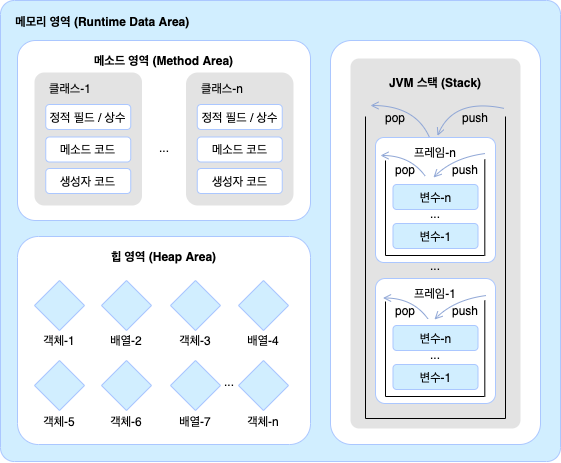 메모리 영역 (Runtime Data Area)
메소드 영역 (Method Area)
클래스-1
정적 필드 / 상수
메소드 코드
생성자 코드
...
클래스-n
정적 필드 / 상수
메소드 코드
생성자 코드
힙 영역 (Heap Area)
객체-1
배열-2
객체-3
배열-4
객체-5
객체-6
배열-7
...
객체-n
JVM 스택 (Stack)
pop
push
프레임-n
pop
push
변수-n
...
변수-1
...
프레임-1
pop
push
변수-n
...
변수-1